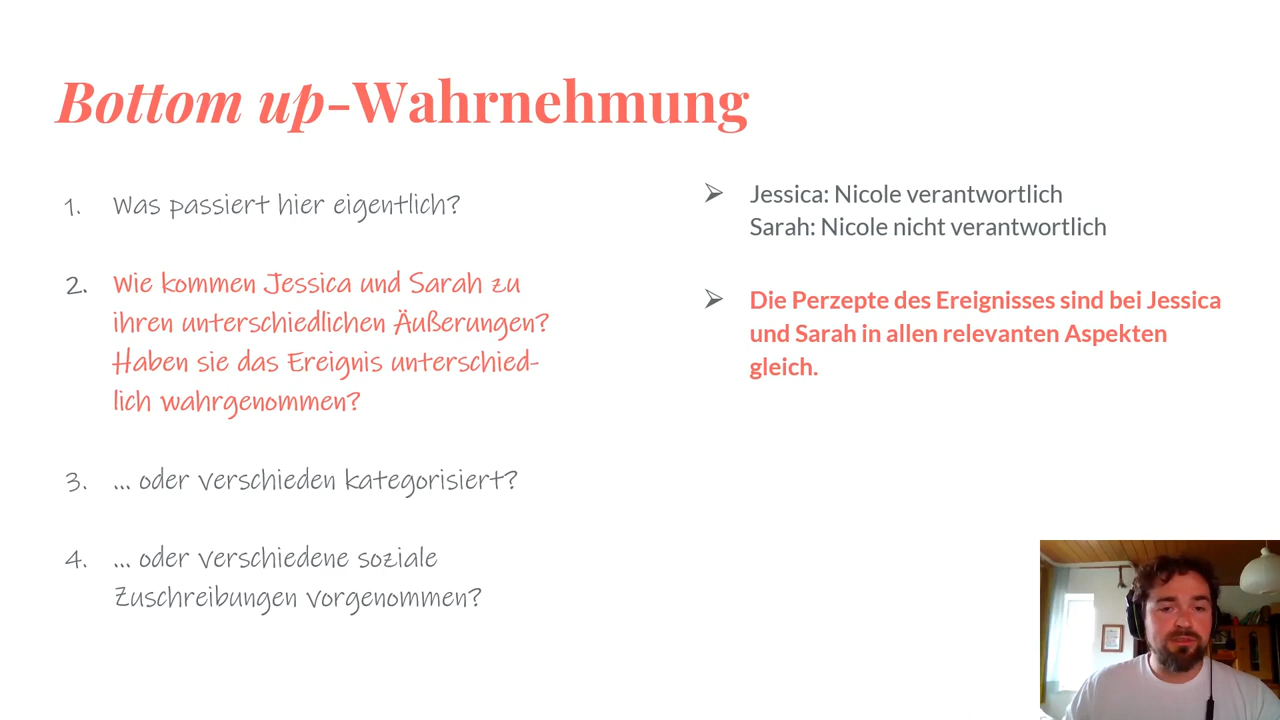 Bottom up-Wahrnehmung
1. Was passiert hier eigentlich?
2. Wie kommen Jessica und Sarah zu
ihren unterschiedlichen Äußerungen?
Haben sie das Ereignis unterschied-
lich wahrgenommen?
3. ... oder verschieden kategorisiert?
4. ... oder verschiedene soziale
Zuschreibungen vorgenommen?
➢ Jessica: Nicole verantwortlich
Sarah: Nicole nicht verantwortlich
➢ Die Perzepte des Ereignisses sind bei Jessica
und Sarah in allen relevanten Aspekten
gleich.